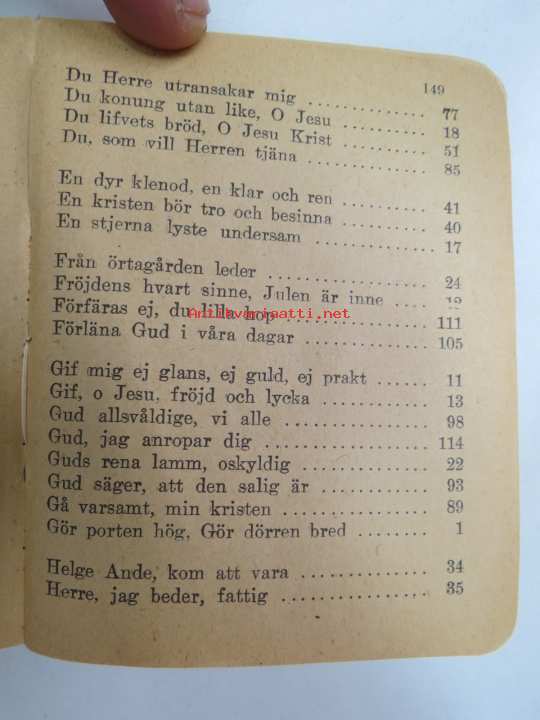 149
Du Herre utransakar mig .............. 77
Du konung utan like, O Jesu .......... 18
Du lifvets bröd, O Jesu Krist ......... 51
Du, som vill Herren tjäna ............. 85
En dyr klenod, en klar och ren ......... 41
En kristen bör tro och besinna ......... 40
En stjerna lyste undersam ............ 17
Från örtagården leder ................ 24
Fröjdens hvart sinne, Julen är inne ....
Förfäras ej, du lilla hop .............. 111
Förläna Gud i våra dagar ............. 105
Antiikvariaatti.net
Gif mig ej glans, ej guld, ej prakt ...... 11
Gif, o Jesu, fröjd och lycka ............ 13
Gud allsvåldige, vi alle ................ 98
Gud, jag anropar dig ................. 114
Guds rena lamm, oskyldig ............. 22
Gud säger, att den salig är ............ 93
Gå varsamt, min kristen .............. 89
Gör porten hög, Gör dörren bred ........ 1
Helge Ande, kom att vara ............. 34
Herre, jag beder, fattig ............... 35